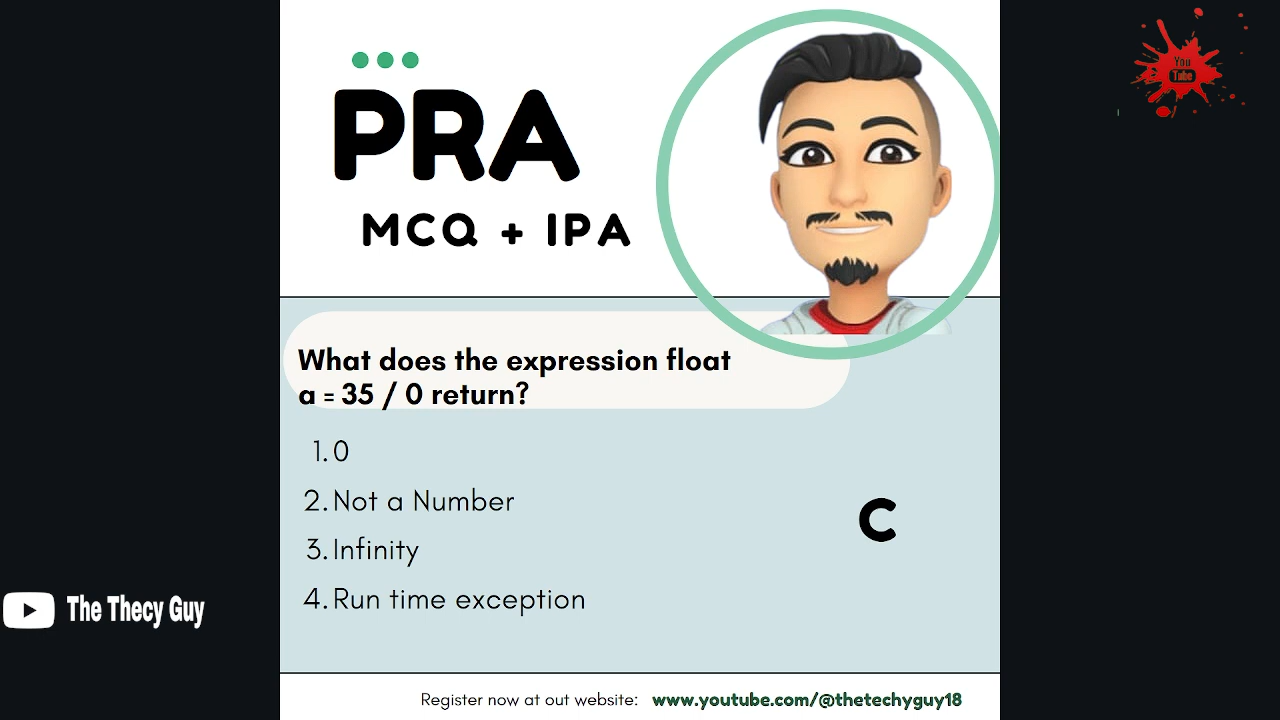 You
Tube
PRA
MCQ + IPA
What does the expression float
a = 35 / 0 return?
1. 0
2. Not a Number
3. Infinity
4. Run time exception
C
The Thecy Guy
Register now at out website: www.youtube.com/@thetechyguy18